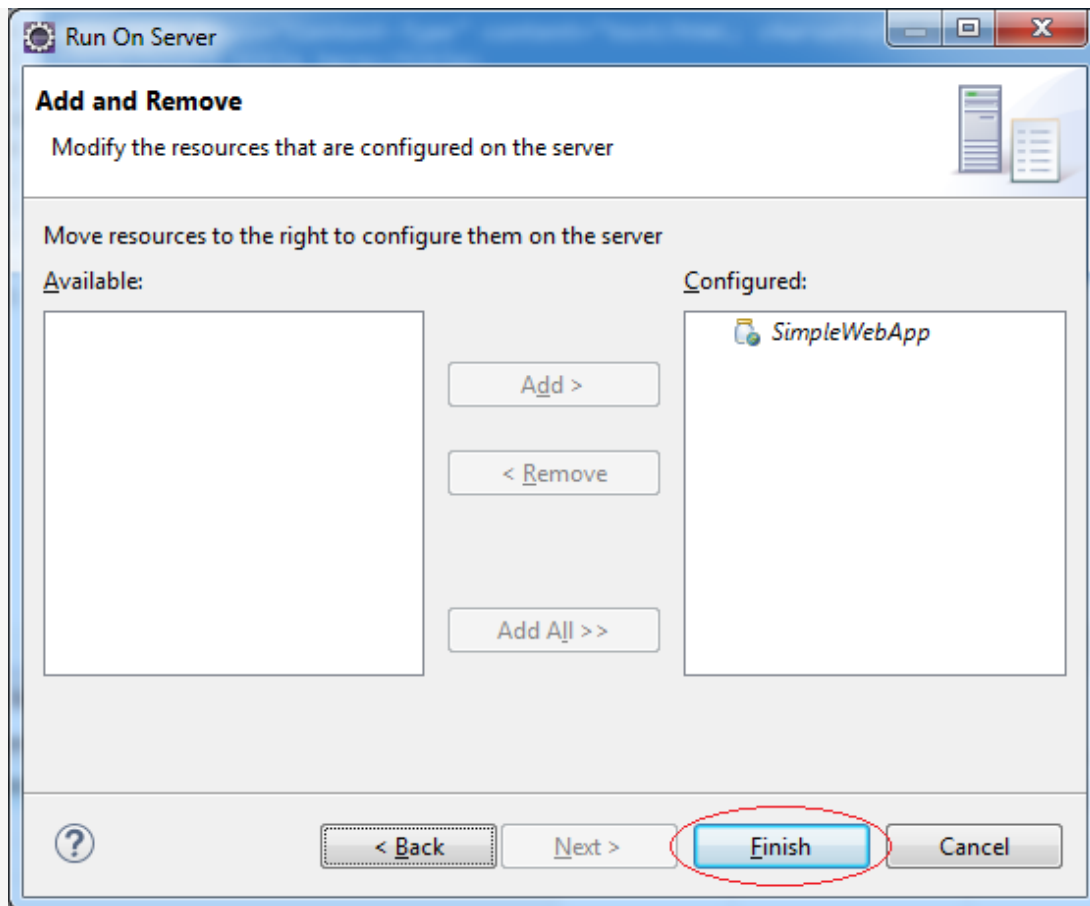 Run On Server
Add and Remove
Modify the resources that are configured on the server
Move resources to the right to configure them on the server
Available:
Configured:
SimpleWebApp
Add >
< Remove
Add All >>
?
< Back
Next >
Finish
Cancel